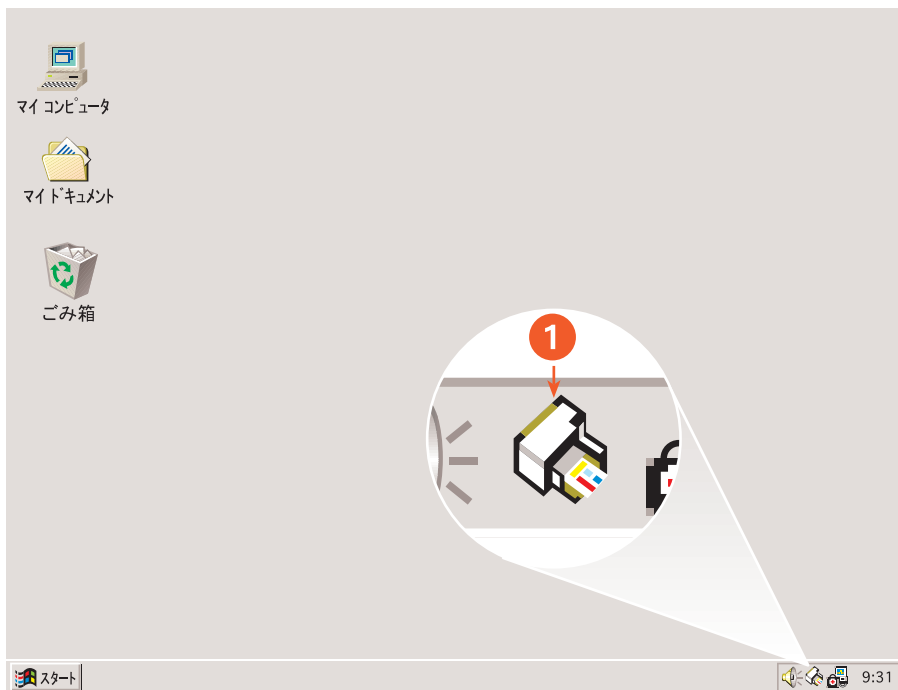 マイ コンピュータ
マイ ドキュメント
ごみ箱
1
スタート
9:31